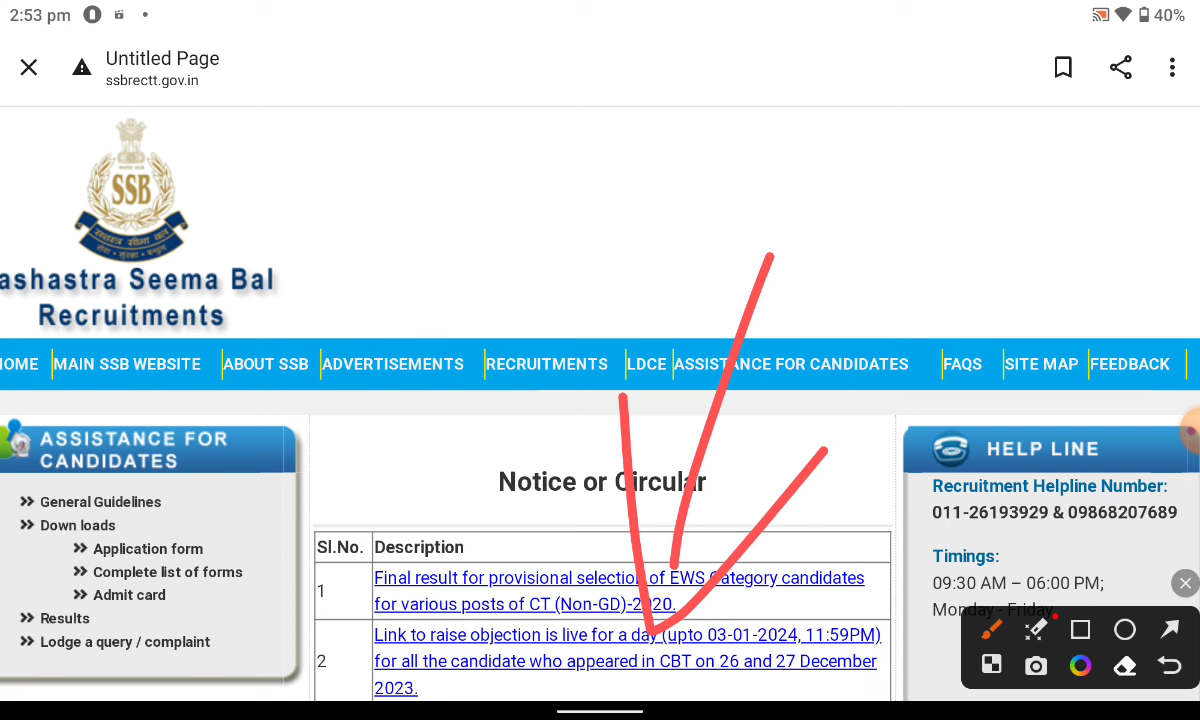 2:53 pm
40%
Untitled Page
ssbrectt.gov.in
SSB
ashastra Seema Bal
Recruitments
HOME MAIN SSB WEBSITE ABOUT SSB ADVERTISEMENTS RECRUITMENTS LDCE ASSISTANCE FOR CANDIDATES FAQS SITE MAP FEEDBACK
ASSISTANCE FOR
CANDIDATES
General Guidelines
Down loads
Application form
Complete list of forms
Admit card
Results
Lodge a query / complaint
Notice or Circular
Sl.No. Description
1 Final result for provisional selection of EWS Category candidates
for various posts of CT (Non-GD)-2020.
2 Link to raise objection is live for a day (upto 03-01-2024, 11:59PM)
for all the candidate who appeared in CBT on 26 and 27 December
2023.
HELP LINE
Recruitment Helpline Number:
011-26193929 & 09868207689
Timings:
09:30 AM – 06:00 PM;
Monday - Friday